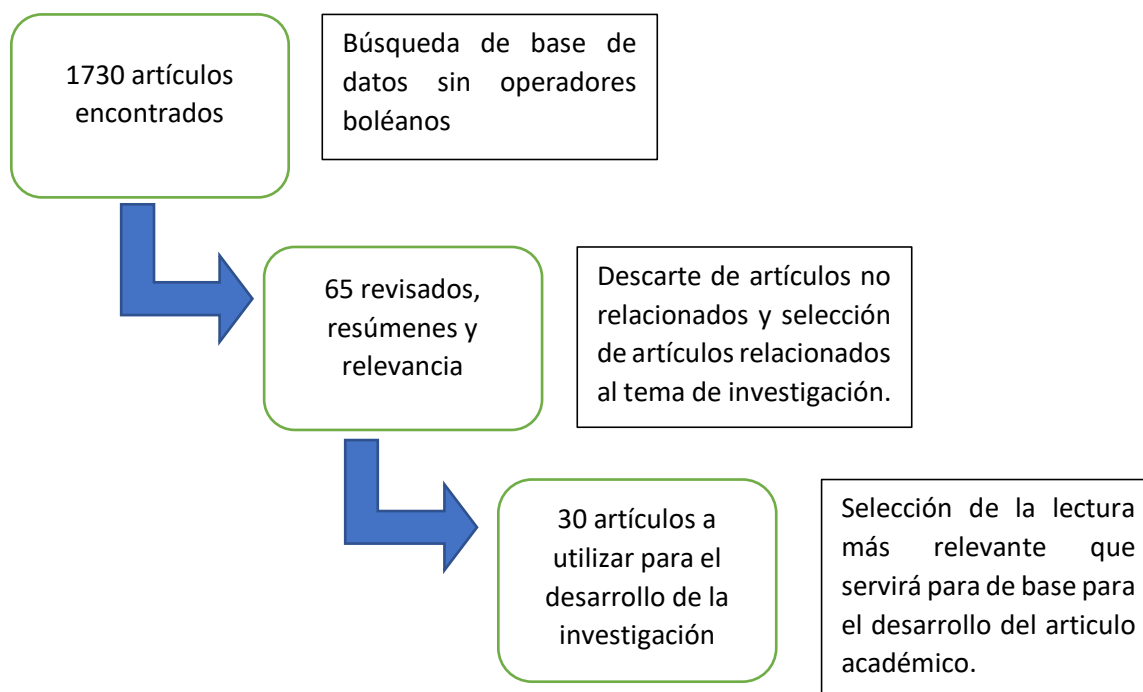 1730 artículos
encontrados
Búsqueda de base de
datos sin operadores
boléanos
65 revisados,
resúmenes y
relevancia
Descarte de artículos no
relacionados y selección
de artículos relacionados
al tema de investigación.
30 artículos a
utilizar para el
desarrollo de la
investigación
Selección de la lectura
más relevante que
servirá para de base para
el desarrollo del articulo
académico.